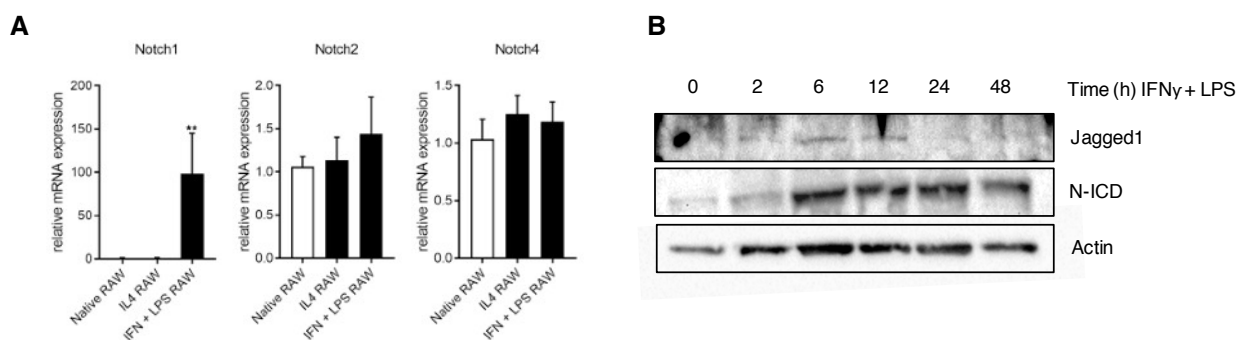 A
Notch1
relative mRNA expression
200
150
100
50
0
**
Native RAW
IL4 RAW
IFN + LPS RAW
Notch2
relative mRNA expression
2.0
1.5
1.0
0.5
0.0
Native RAW
IL4 RAW
IFN + LPS RAW
Notch4
relative mRNA expression
1.5
1.0
0.5
0.0
Native RAW
IL4 RAW
IFN + LPS RAW
B
0 2 6 12 24 48 Time (h) IFNγ + LPS
Jagged1
N-ICD
Actin